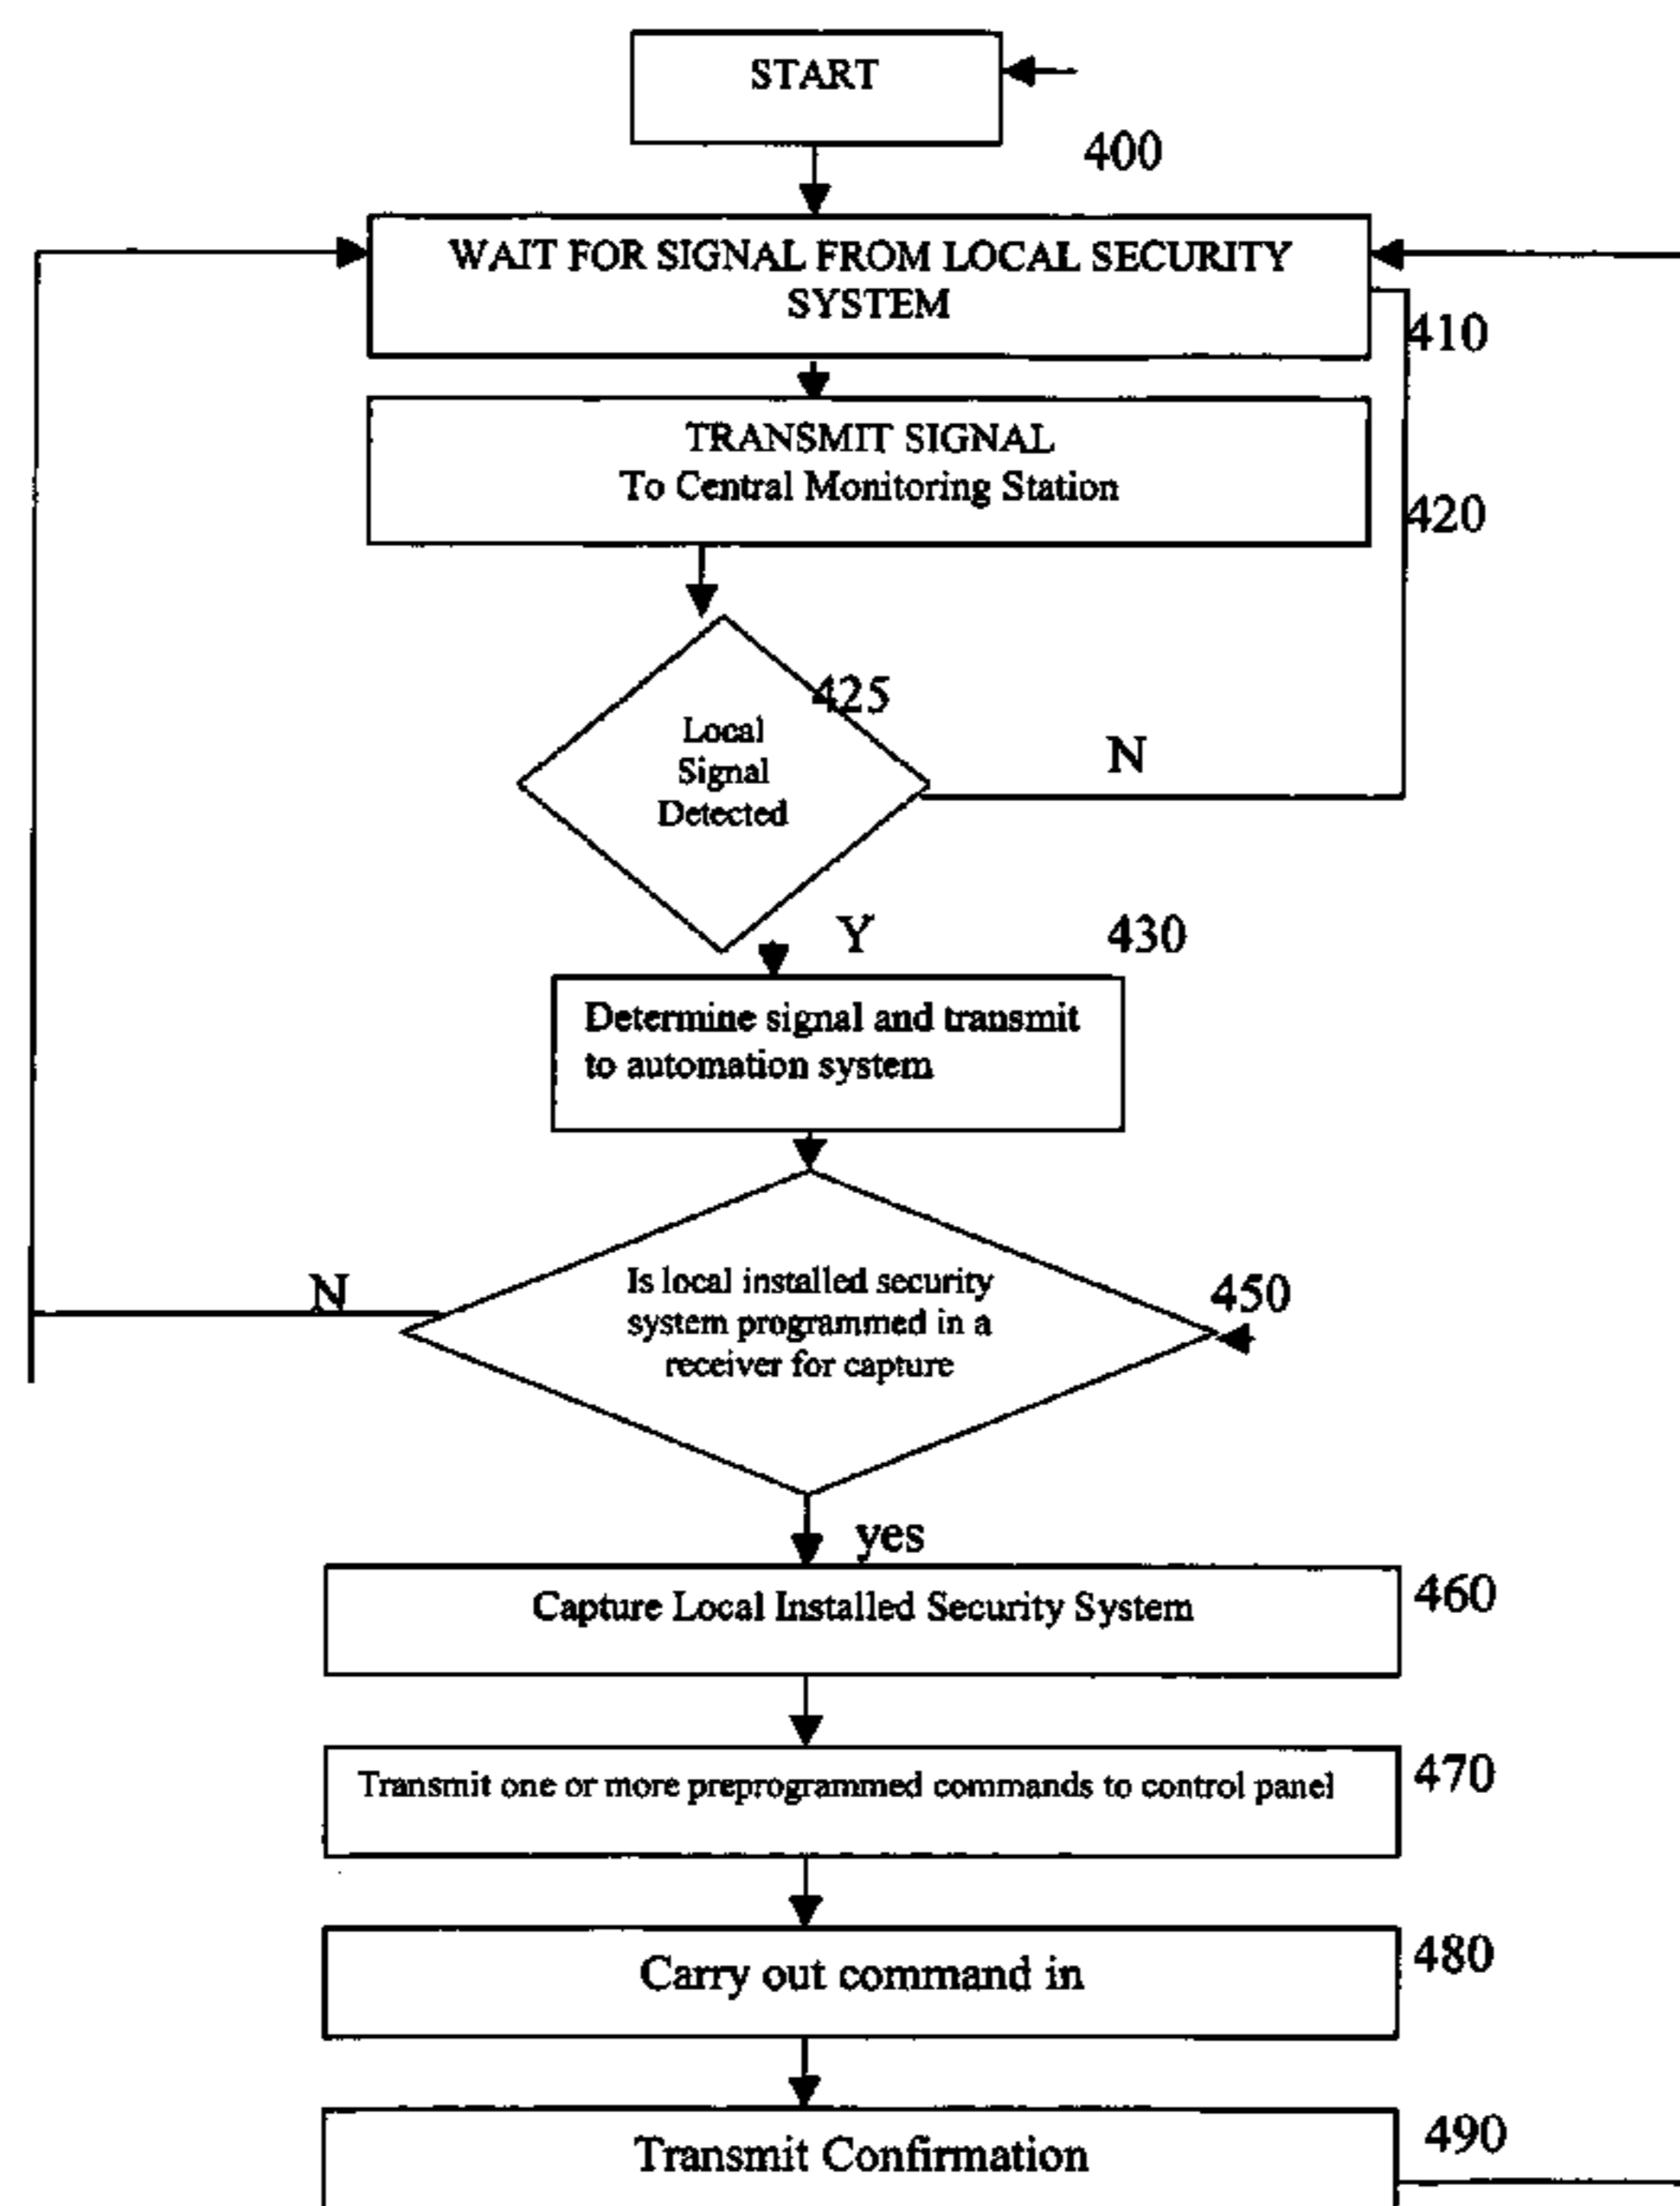 START
400
WAIT FOR SIGNAL FROM LOCAL SECURITY
SYSTEM
410
TRANSMIT SIGNAL
To Central Monitoring Station
420
425
Local
Signal
Detected
N
Y
430
Determine signal and transmit
to automation system
N
Is local installed security
system programmed in a
receiver for capture
450
yes
Capture Local Installed Security System
460
Transmit one or more preprogrammed commands to control panel
470
Carry out command in
480
Transmit Confirmation
490